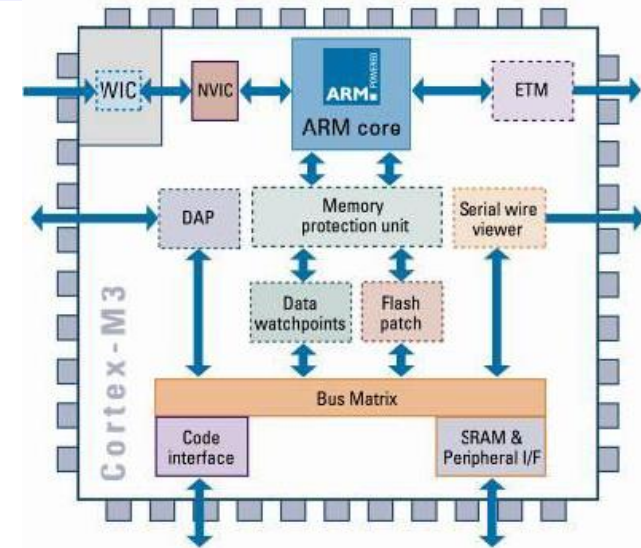 WIC
NVIC
ARM
POWERED
ARM core
ETM
DAP
Memory
protection unit
Serial wire
viewer
Data
watchpoints
Flash
patch
Cortex-M3
Bus Matrix
Code
interface
SRAM &
Peripheral I/F